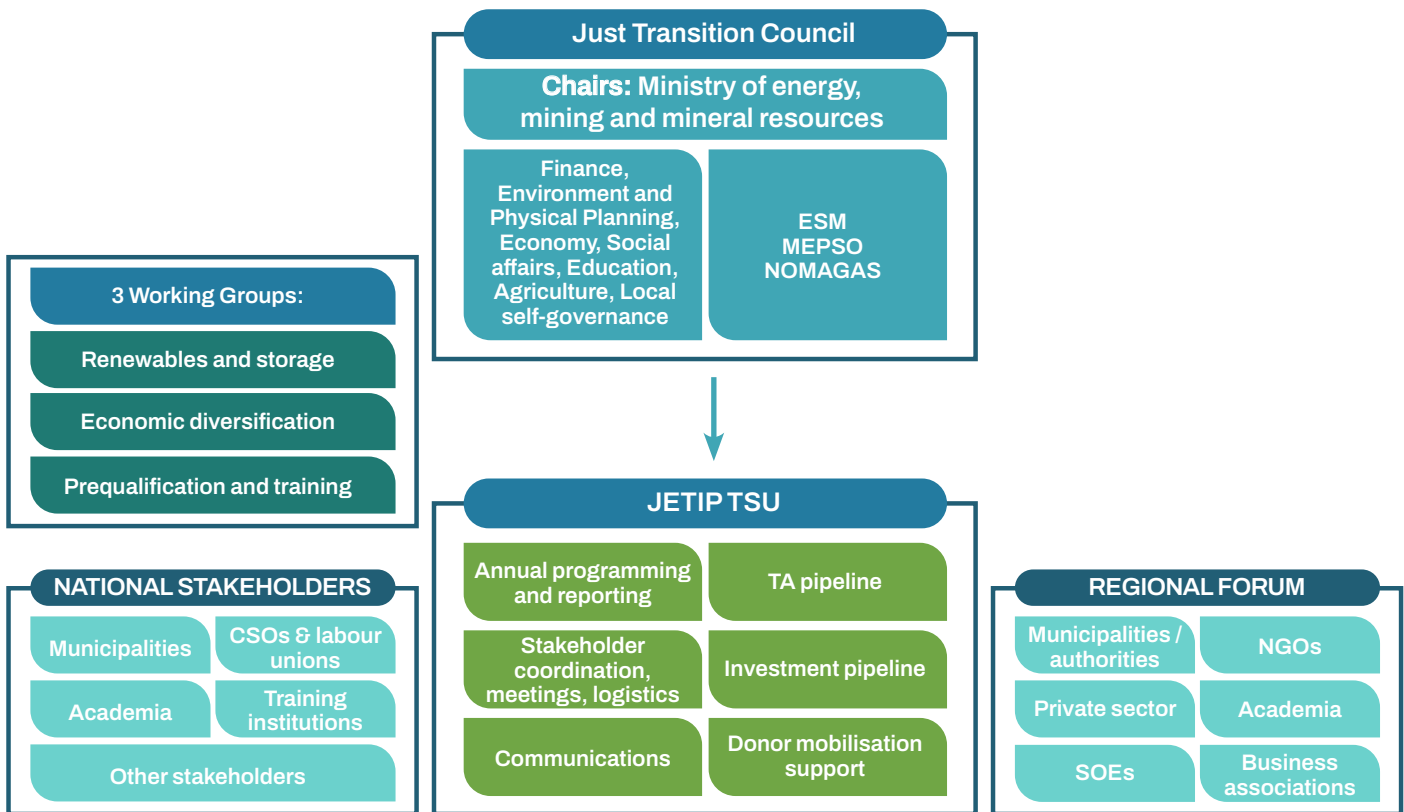 Just Transition Council
Chairs: Ministry of energy,
mining and mineral resources
Finance,
Environment and
Physical Planning,
Economy, Social
affairs, Education,
Agriculture, Local
self-governance
ESM
MEPSO
NOMAGAS
3 Working Groups:
Renewables and storage
Economic diversification
Prequalification and training
JETIP TSU
Annual programming
and reporting
TA pipeline
Stakeholder
coordination,
meetings, logistics
Investment pipeline
Communications
Donor mobilisation
support
NATIONAL STAKEHOLDERS
Municipalities
CSOs & labour
unions
Academia
Training
institutions
Other stakeholders
REGIONAL FORUM
Municipalities /
authorities
NGOs
Private sector
Academia
SOEs
Business
associations